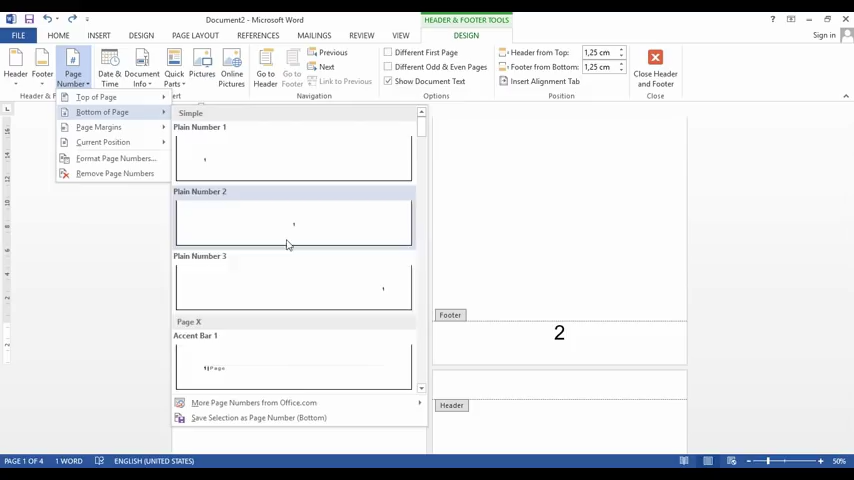 Document2 - Microsoft Word
HEADER & FOOTER TOOLS
Sign in
FILE HOME INSERT DESIGN PAGE LAYOUT REFERENCES MAILINGS REVIEW VIEW DESIGN
Header Footer Page Number Date & Time Document Info Quick Parts Pictures Online Pictures
Go to Header Go to Footer Previous Next Link to Previous
Navigation
Different First Page
Different Odd & Even Pages
Show Document Text
Options
Header from Top: 1,25 cm
Footer from Bottom: 1,25 cm
Insert Alignment Tab
Position
Close Header and Footer
Close
Header & F
ert
Top of Page
Bottom of Page
Page Margins
Current Position
Format Page Numbers...
Remove Page Numbers
Simple
Plain Number 1
1
Plain Number 2
1
Plain Number 3
1
Page X
Accent Bar 1
1|Page
More Page Numbers from Office.com
Save Selection as Page Number (Bottom)
Footer
2
Header
PAGE 1 OF 4 1 WORD ENGLISH (UNITED STATES) 50%